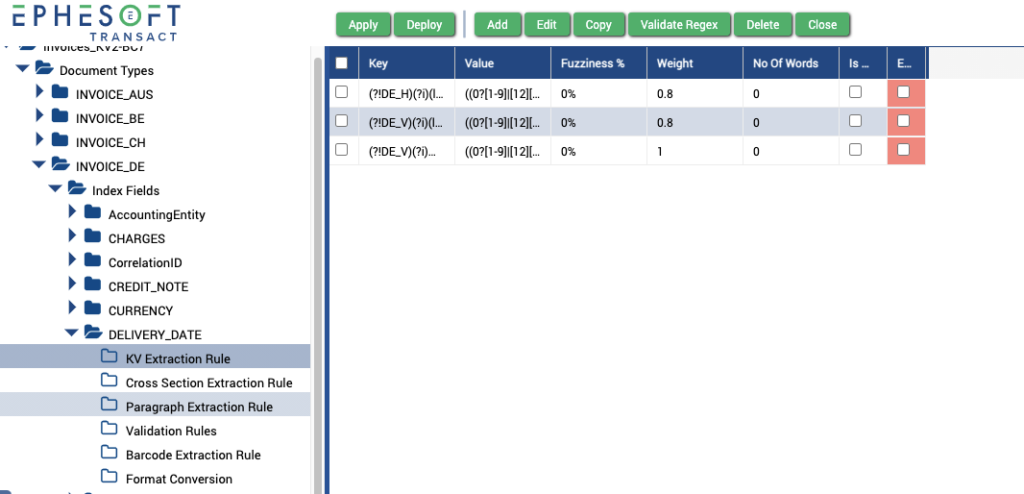 EPHESOFT
TRANSACT
Apply Deploy Add Edit Copy Validate Regex Delete Close
Invoices_KV2-BC7
Document Types
INVOICE_AUS
INVOICE_BE
INVOICE_CH
INVOICE_DE
Index Fields
AccountingEntity
CHARGES
CorrelationID
CREDIT_NOTE
CURRENCY
DELIVERY_DATE
KV Extraction Rule
Cross Section Extraction Rule
Paragraph Extraction Rule
Validation Rules
Barcode Extraction Rule
Format Conversion
Key Value Fuzziness % Weight No Of Words Is ... E...
(?!DE_H)(?i)(l... ((0?[1-9]|[12][... 0% 0.8 0
(?!DE_V)(?i)(l... ((0?[1-9]|[12][... 0% 0.8 0
(?!DE_V)(?i)... ((0?[1-9]|[12][... 0% 1 0